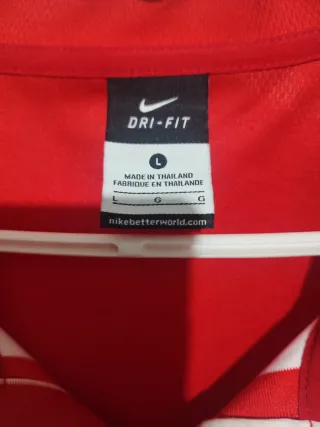 DRI-FIT
L
MADE IN THAILAND
FABRIQUE EN THAILANDE
L G G
nikebetterworld.com